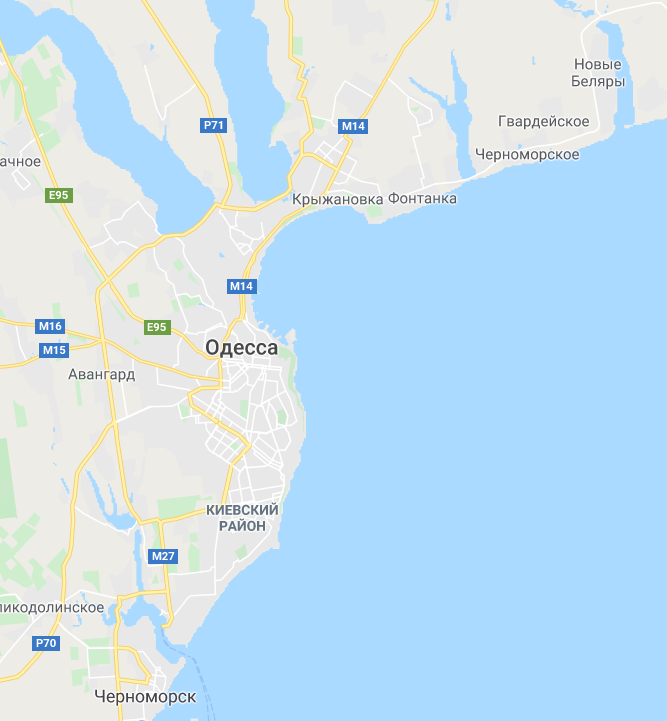 Новые
Беляры
Гвардейское
P71
M14
Черноморское
ачное
E95
Крыжановка Фонтанка
M14
M16
E95
Одесса
M15
Авангард
КИЕВСКИЙ
РАЙОН
M27
ликодолинское
P70
Черноморск